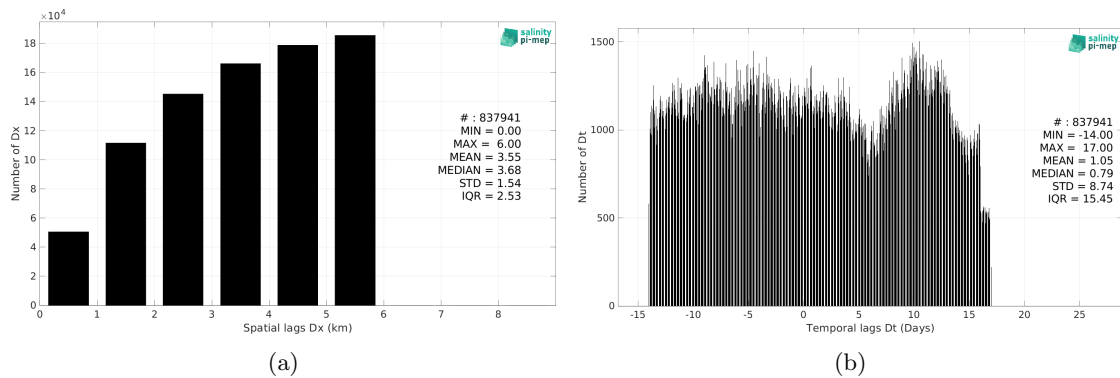 ×10⁴
18
16
14
12
10
8
6
4
2
0
Number of Dx
salinity
pi-mep
# : 837941
MIN = 0.00
MAX = 6.00
MEAN = 3.55
MEDIAN = 3.68
STD = 1.54
IQR = 2.53
0 1 2 3 4 5 6 7 8
Spatial lags Dx (km)
(a)
1500
1000
500
0
Number of Dt
salinity
pi-mep
# : 837941
MIN = -14.00
MAX = 17.00
MEAN = 1.05
MEDIAN = 0.79
STD = 8.74
IQR = 15.45
-15 -10 -5 0 5 10 15 20 25
Temporal lags Dt (Days)
(b)